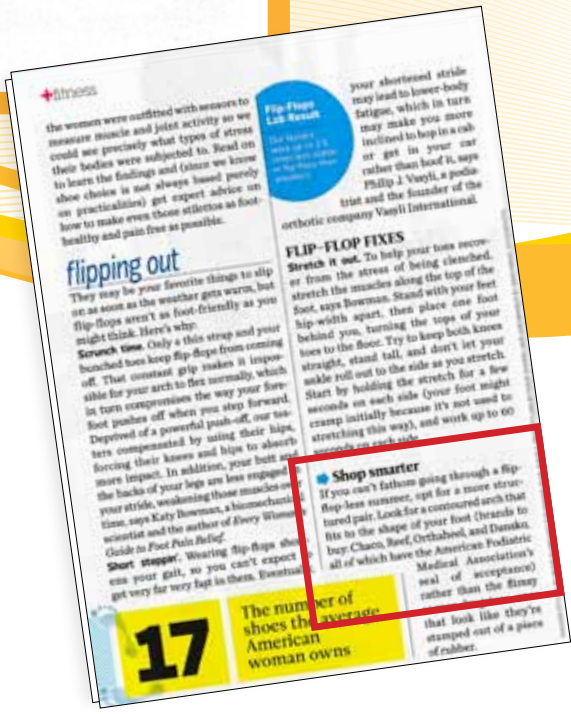 +fitness
the women were outfitted with sensors to
measure muscle and joint activity so we
could see precisely what types of stress
their bodies were subjected to. Read on
to learn the findings and (since we know
shoe choice is not always based purely
on practicalities) get expert advice on
how to make even those stilettos as foot-
healthy and pain free as possible.
flipping out
They may be your favorite things to slip
on as soon as the weather gets warm, but
flip-flops aren't as foot-friendly as you
might think. Here's why.
Scrunch time. Only a thin strap and your
bunched toes keep flip-flops from coming
off. That constant grip makes it impos-
sible for your arch to flex normally, which
in turn compromises the way your fore-
foot pushes off when you step forward.
Deprived of a powerful push-off, our tes-
ters compensated by using their hips,
forcing their knees and hips to absorb
more impact. In addition, your butt and
the backs of your legs are less engaged in
your stride, weakening those muscles over
time, says Katy Bowman, a biomechanical
scientist and the author of Every Woman's
Guide to Foot Pain Relief.
Short steppin'. Wearing flip-flops short-
ens your gait, so you can't expect to
get very far very fast in them. Eventually,
17
The number of
shoes the average
American
woman owns
Flip-Flops
Lab Result
your shortened stride
may lead to lower-body
fatigue, which in turn
may make you more
inclined to hop in a cab
or get in your car
rather than hoof it, says
Philip J. Vasyli, a podia-
trist and the founder of the
orthotic company Vasyli International.
FLIP-FLOP FIXES
Stretch it out. To help your toes recov-
er from the stress of being clenched,
stretch the muscles along the top of the
foot, says Bowman. Stand with your feet
hip-width apart, then place one foot
behind you, turning the tops of your
toes to the floor. Try to keep both knees
straight, stand tall, and don't let your
ankle roll out to the side as you stretch.
Start by holding the stretch for a few
seconds on each side (your foot might
cramp initially because it's not used to
stretching this way), and work up to 60
seconds on each side.
Shop smarter
If you can't fathom going through a flip-
flop-less summer, opt for a more struc-
tured pair. Look for a contoured arch that
fits to the shape of your foot (brands to
buy: Chaco, Reef, Orthaheel, and Dansko,
all of which have the American Podiatric
Medical Association's
seal of acceptance)
rather than the flimsy
that look like they're
stamped out of a piece
of rubber.